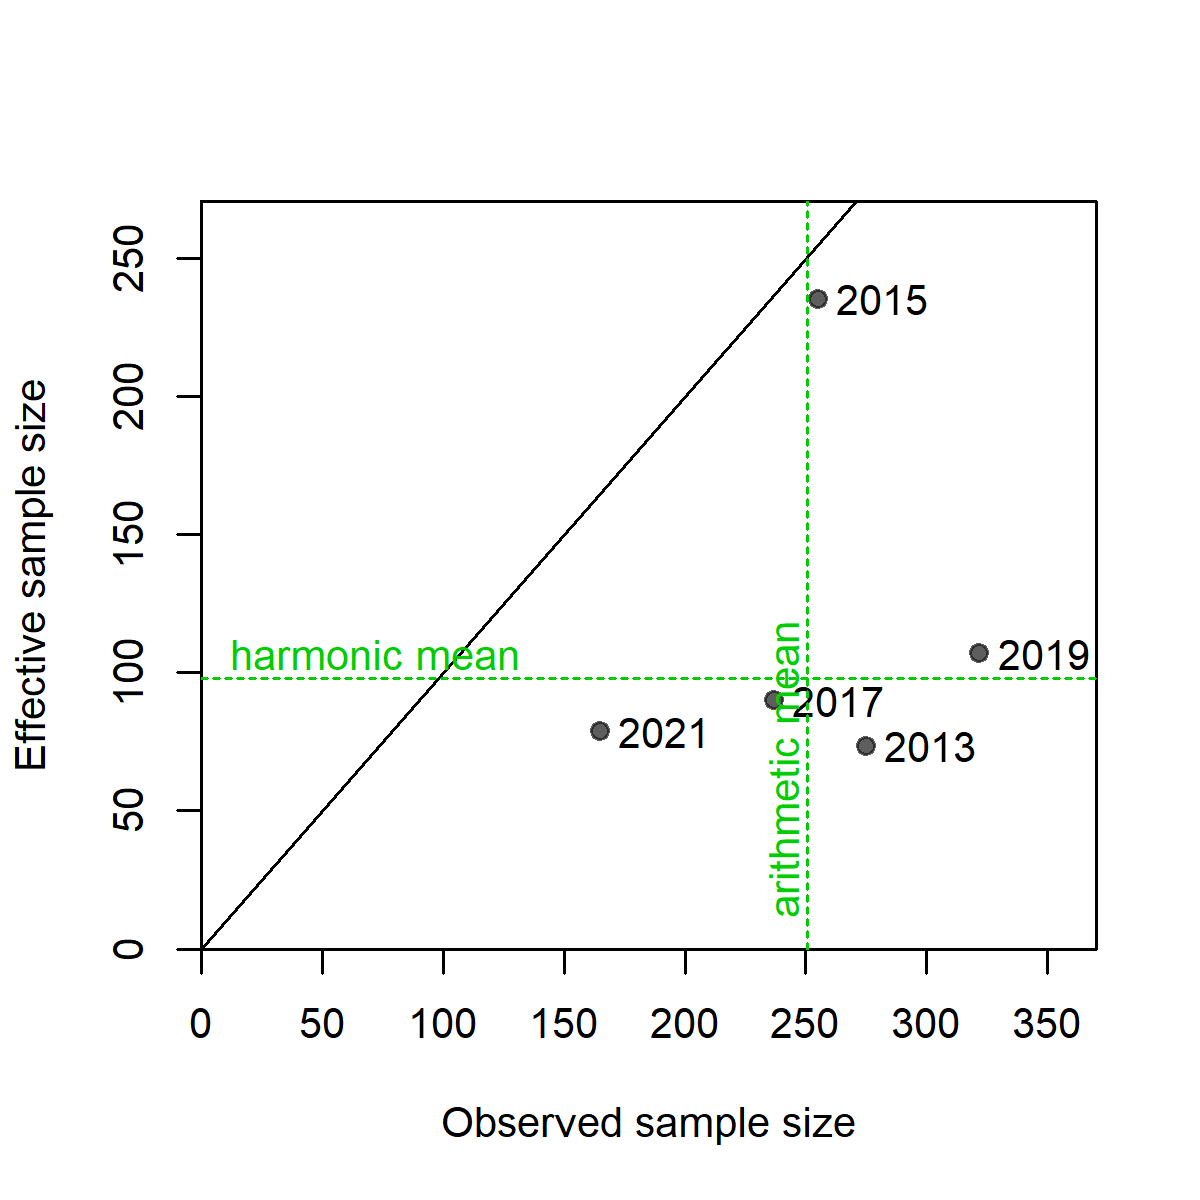 Effective sample size
250
200
150
100
50
0
2015
harmonic mean
2019
2017
2021
2013
arithmetic mean
0 50 100 150 200 250 300 350
Observed sample size